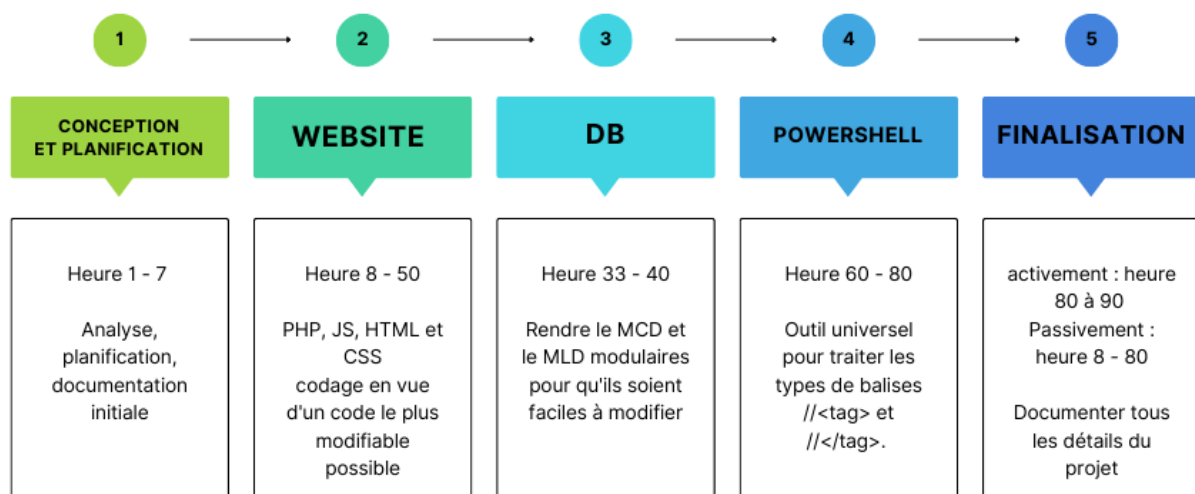 1
2
3
4
5
CONCEPTION
ET PLANIFICATION
WEBSITE
DB
POWERSHELL
FINALISATION
Heure 1 - 7
Analyse,
planification,
documentation
initiale
Heure 8 - 50
PHP, JS, HTML et
CSS
codage en vue
d'un code le plus
modifiable
possible
Heure 33 - 40
Rendre le MCD et
le MLD modulaires
pour qu'ils soient
faciles à modifier
Heure 60 - 80
Outil universel
pour traiter les
types de balises
//<tag> et
//</tag>.
activement : heure
80 à 90
Passivement :
heure 8 - 80
Documenter tous
les détails du
projet